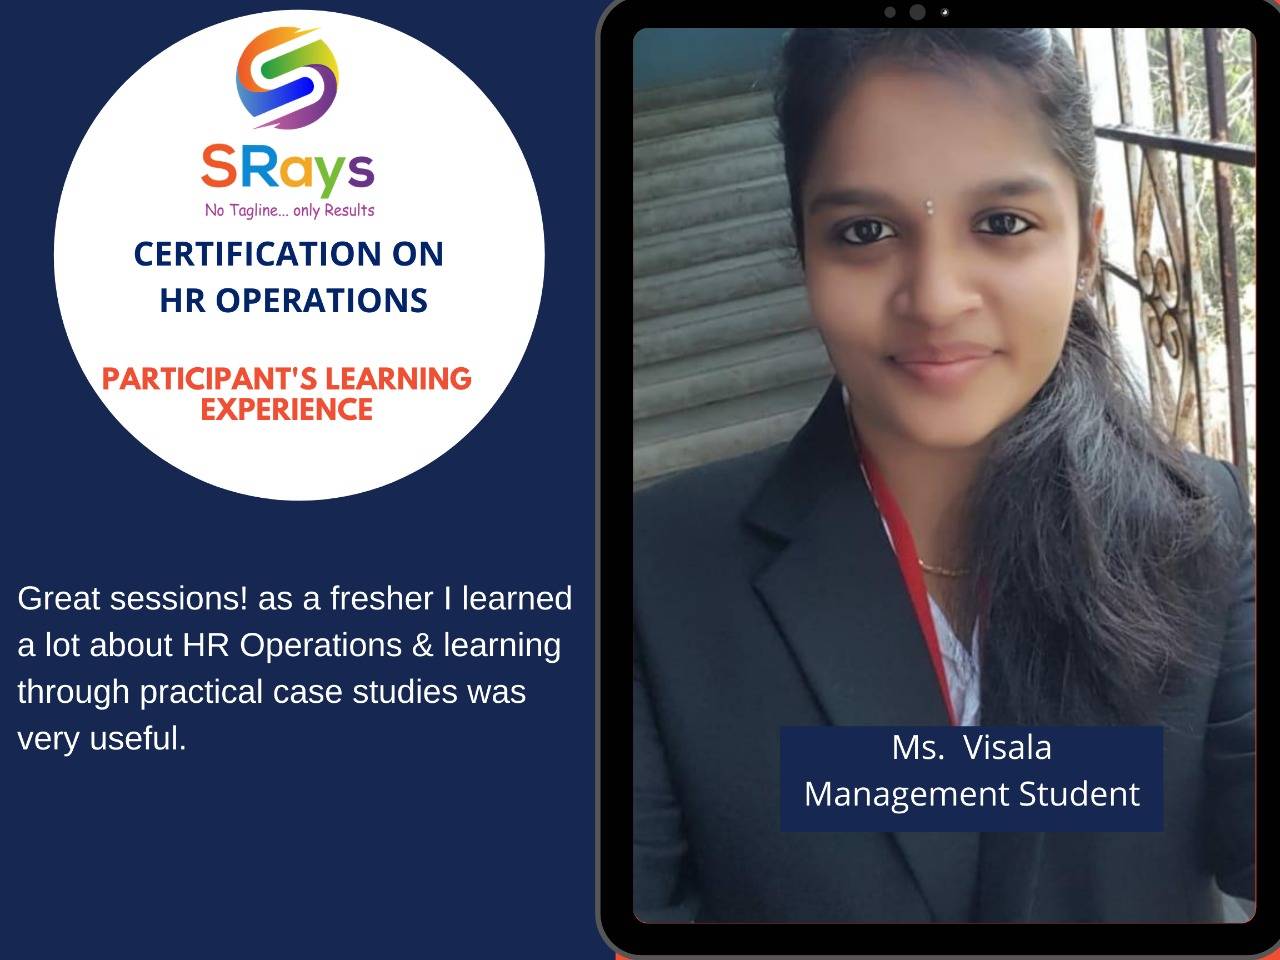 SRays
No Tagline... only Results
CERTIFICATION ON
HR OPERATIONS
PARTICIPANT'S LEARNING
EXPERIENCE
Great sessions! as a fresher I learned
a lot about HR Operations & learning
through practical case studies was
very useful.
Ms. Visala
Management Student